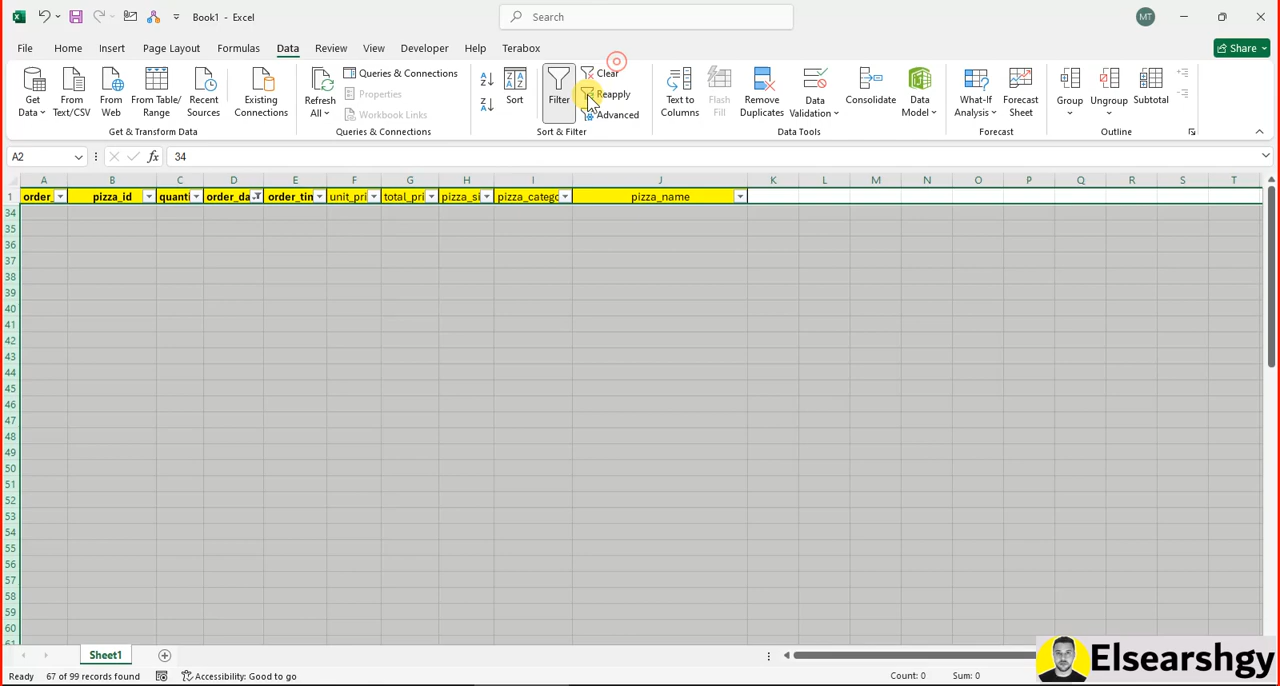 Book1 - Excel
Search
MT
File Home Insert Page Layout Formulas Data Review View Developer Help Terabox
Share
Get Data
From Text/CSV
From Web
From Table/ Range
Recent Sources
Existing Connections
Refresh All
Queries & Connections
Properties
Workbook Links
Sort
Filter
Clear
Reapply
Advanced
Text to Columns
Flash Fill
Remove Duplicates
Data Validation
Consolidate
Data Model
What-If Analysis
Forecast Sheet
Group
Ungroup
Subtotal
Get & Transform Data
Queries & Connections
Sort & Filter
Data Tools
Forecast
Outline
A2
fx
34
A B C D E F G H I J K L M N O P Q R S T
1 order_ pizza_id quanti order_da order_tin unit_pri total_pri pizza_si pizza_catego pizza_name
34
35
36
37
38
39
40
41
42
43
44
45
46
47
48
49
50
51
52
53
54
55
56
57
58
59
60
61
Sheet1
Ready 67 of 99 records found Accessibility: Good to go Count: 0 Sum: 0
Elsearshgy